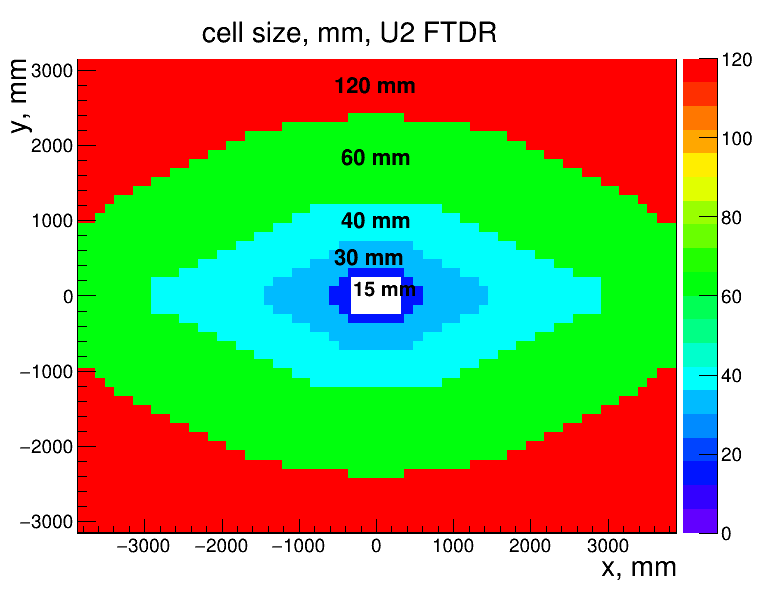 cell size, mm, U2 FTDR
y, mm
3000
2000
1000
0
−1000
−2000
−3000
120 mm
60 mm
40 mm
30 mm
15 mm
−3000 −2000 −1000 0 1000 2000 3000
x, mm
120
100
80
60
40
20
0